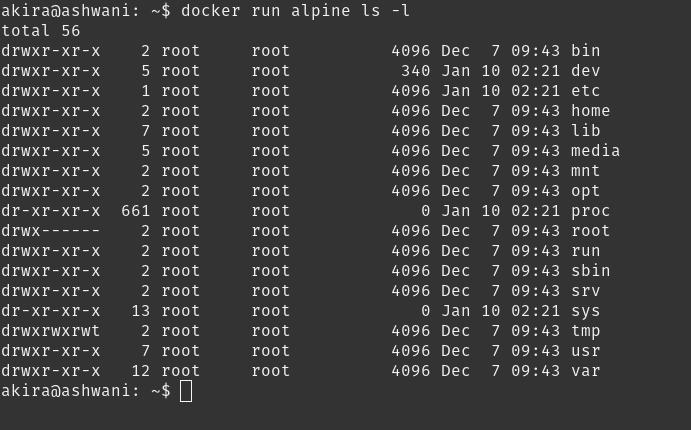 akira@ashwani: ~$ docker run alpine ls -l
total 56
drwxr-xr-x    2 root     root          4096 Dec  7 09:43 bin
drwxr-xr-x    5 root     root           340 Jan 10 02:21 dev
drwxr-xr-x    1 root     root          4096 Jan 10 02:21 etc
drwxr-xr-x    2 root     root          4096 Dec  7 09:43 home
drwxr-xr-x    7 root     root          4096 Dec  7 09:43 lib
drwxr-xr-x    5 root     root          4096 Dec  7 09:43 media
drwxr-xr-x    2 root     root          4096 Dec  7 09:43 mnt
drwxr-xr-x    2 root     root          4096 Dec  7 09:43 opt
dr-xr-xr-x  661 root     root             0 Jan 10 02:21 proc
drwx------    2 root     root          4096 Dec  7 09:43 root
drwxr-xr-x    2 root     root          4096 Dec  7 09:43 run
drwxr-xr-x    2 root     root          4096 Dec  7 09:43 sbin
drwxr-xr-x    2 root     root          4096 Dec  7 09:43 srv
dr-xr-xr-x   13 root     root             0 Jan 10 02:21 sys
drwxrwxrwt    2 root     root          4096 Dec  7 09:43 tmp
drwxr-xr-x    7 root     root          4096 Dec  7 09:43 usr
drwxr-xr-x   12 root     root          4096 Dec  7 09:43 var
akira@ashwani: ~$